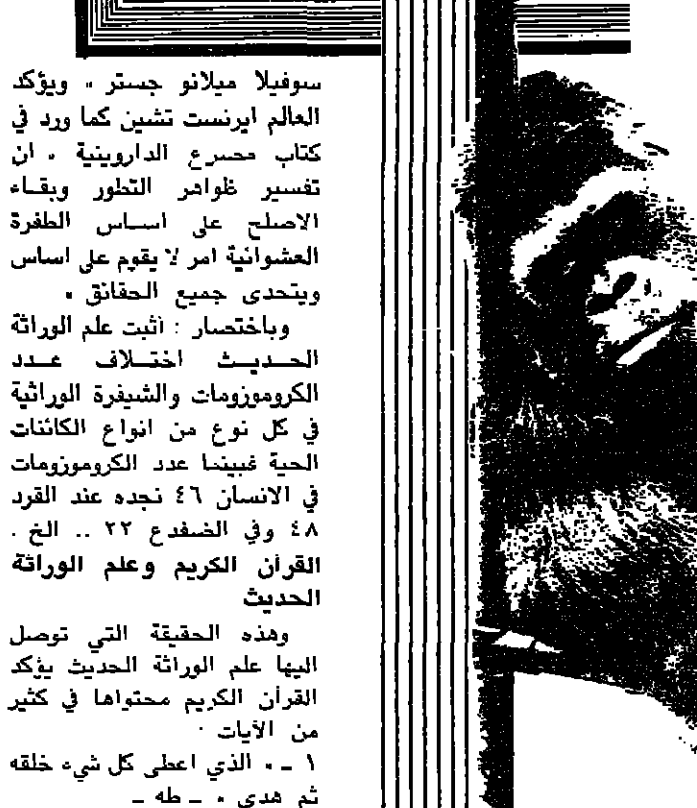 سوفيلا ميلانو جستر » ويؤكد
العالم ايرنست تشين كما ورد في
كتاب مصرع الداروينية « ان
تفسير ظواهر التطور وبقاء
الاصلح على اساس الطفرة
العشوائية امر لا يقوم على اساس
ويتحدى جميع الحقائق »
وباختصار : أثبت علم الوراثة
الحديث اختلاف عدد
الكروموزومات والشيفرة الوراثية
في كل نوع من انواع الكائنات
الحية فبينما عدد الكروموزومات
في الانسان ٤٦ نجده عند القرد
٤٨ وفي الضفدع ٢٢ .. الخ .
القرآن الكريم وعلم الوراثة
الحديث
وهذه الحقيقة التي توصل
اليها علم الوراثة الحديث يؤكد
القرآن الكريم محتواها في كثير
من الآيات :
١ ـ « الذي اعطى كل شيء خلقه
ثم هدى » ـ طه ـ